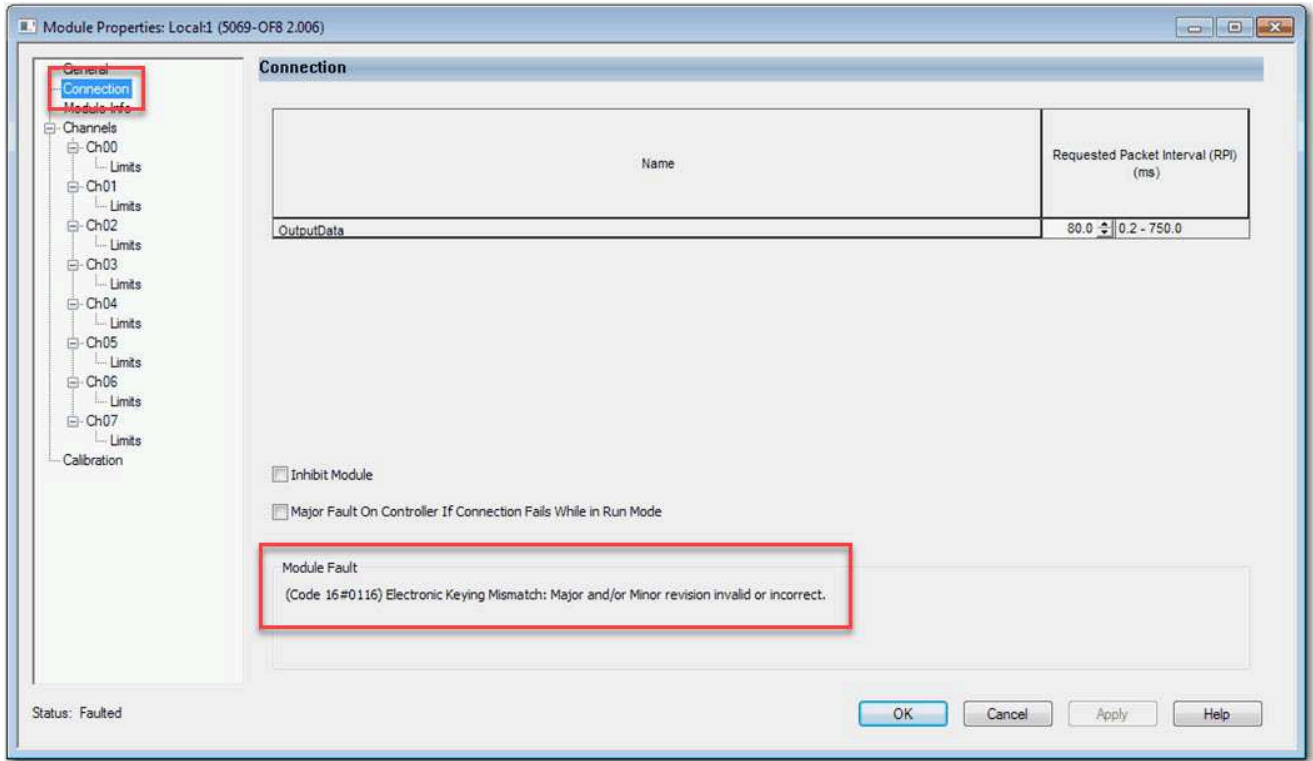 Module Properties: Local:1 (5069-OF8 2.006)
General
Connection
Module Info
Channels
Ch00
Limits
Ch01
Limits
Ch02
Limits
Ch03
Limits
Ch04
Limits
Ch05
Limits
Ch06
Limits
Ch07
Limits
Calibration
Connection
Name
Requested Packet Interval (RPI)
(ms)
OutputData
80.0 0.2 - 750.0
Inhibit Module
Major Fault On Controller If Connection Fails While in Run Mode
Module Fault
(Code 16#0116) Electronic Keying Mismatch: Major and/or Minor revision invalid or incorrect.
Status: Faulted
OK
Cancel
Apply
Help